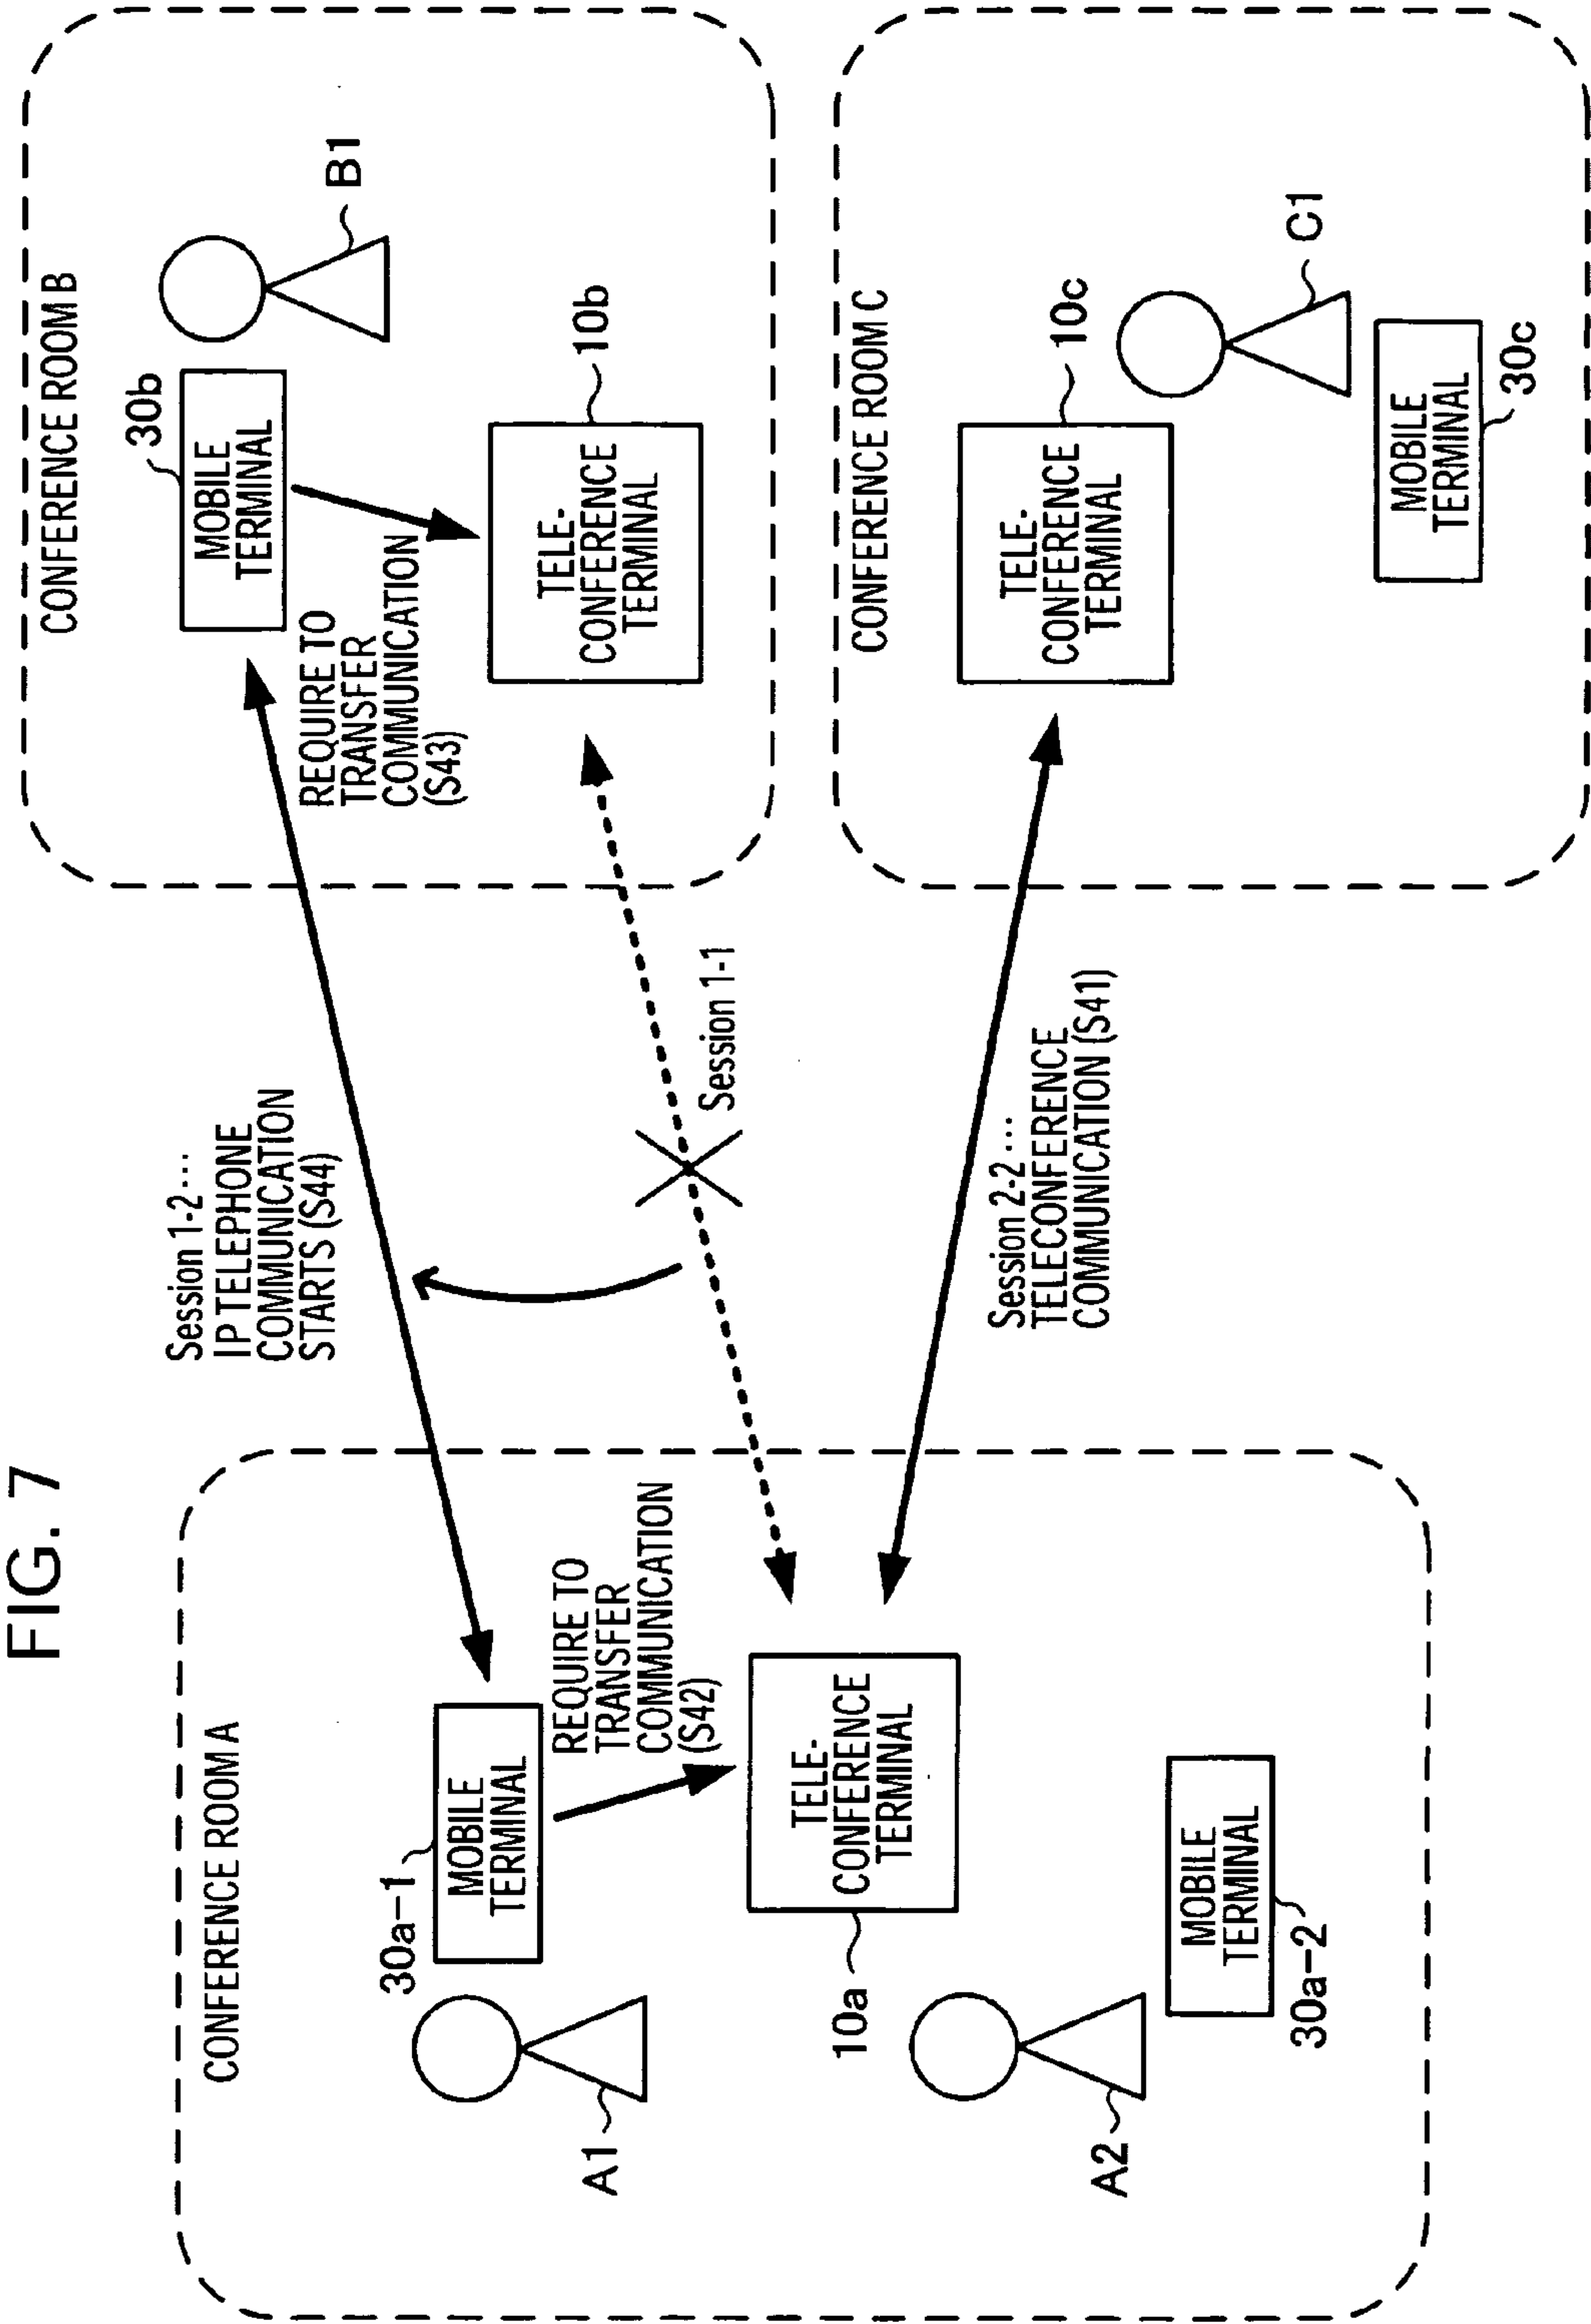 FIG. 7
CONFERENCE ROOM A
30a-1
MOBILE
TERMINAL
A1
REQUIRE TO
TRANSFER
COMMUNICATION
(S42)
TELE-
CONFERENCE
TERMINAL
10a
A2
MOBILE
TERMINAL
30a-2
Session 1-2...
IP TELEPHONE
COMMUNICATION
STARTS (S44)
Session 1-1
Session 2-2...
TELECONFERENCE
COMMUNICATION (S41)
CONFERENCE ROOM B
30b
MOBILE
TERMINAL
B1
REQUIRE TO
TRANSFER
COMMUNICATION
(S43)
10b
TELE-
CONFERENCE
TERMINAL
CONFERENCE ROOM C
10c
TELE-
CONFERENCE
TERMINAL
C1
MOBILE
TERMINAL
30c